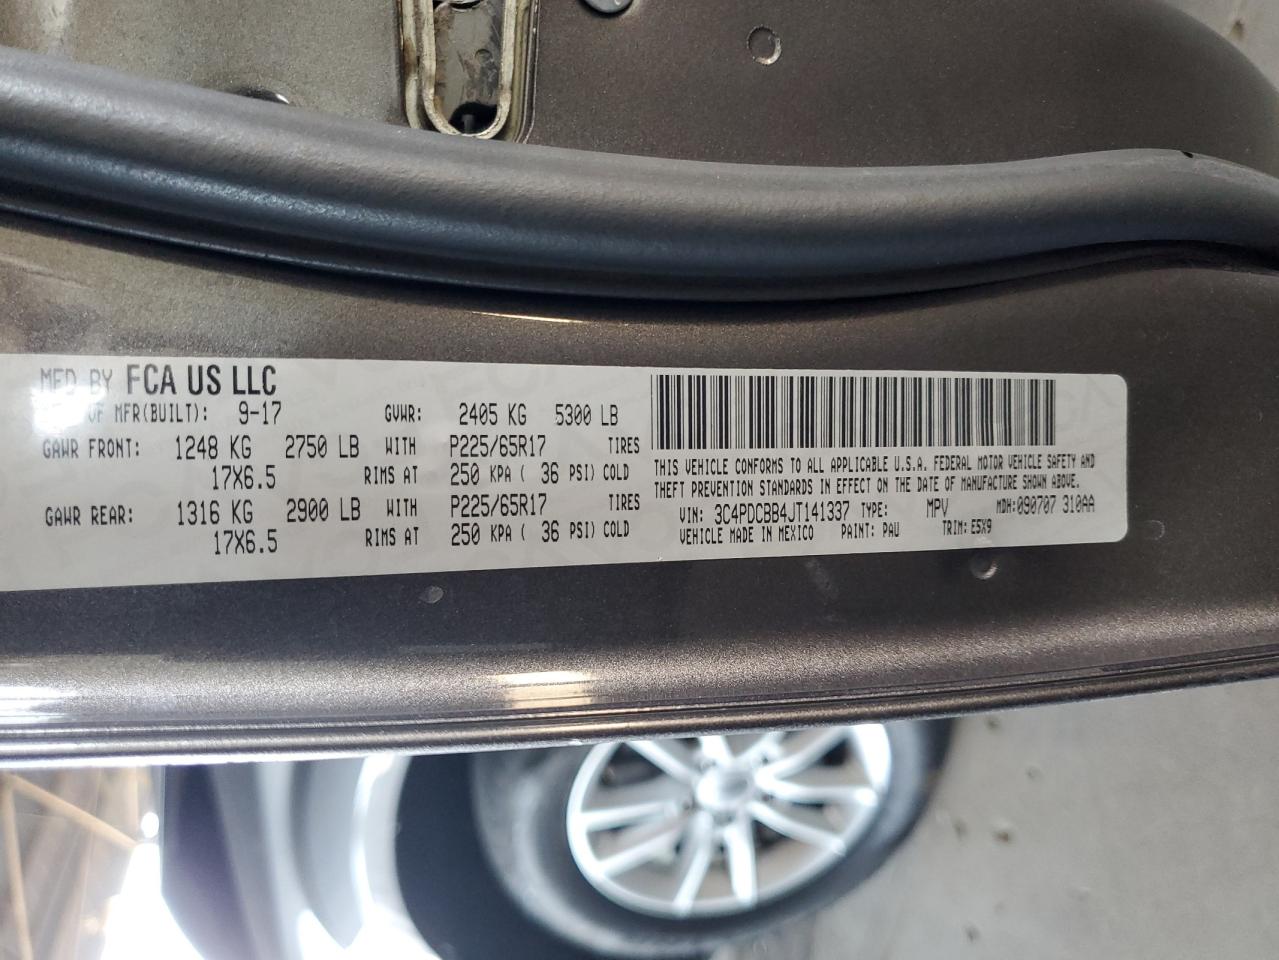 MFD BY FCA US LLC
OF MFR(BUILT): 9-17 GVWR: 2405 KG 5300 LB
GAWR FRONT: 1248 KG 2750 LB WITH P225/65R17 TIRES
17X6.5 RIMS AT 250 KPA ( 36 PSI) COLD
GAWR REAR: 1316 KG 2900 LB WITH P225/65R17 TIRES
17X6.5 RIMS AT 250 KPA ( 36 PSI) COLD
THIS VEHICLE CONFORMS TO ALL APPLICABLE U.S.A. FEDERAL MOTOR VEHICLE SAFETY AND
THEFT PREVENTION STANDARDS IN EFFECT ON THE DATE OF MANUFACTURE SHOWN ABOVE.
VIN: 3C4PDCBB4JT141337 TYPE: MPV MDH:090707 310AA
VEHICLE MADE IN MEXICO PAINT: PAU TRIM: E5X9